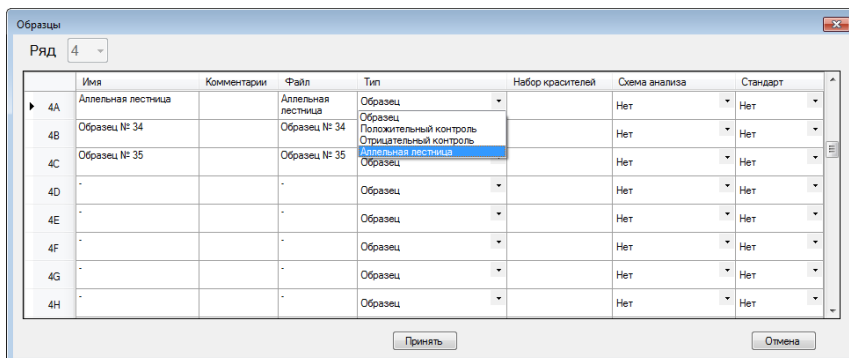 Образцы
Ряд 4
Имя Комментарии Файл Тип Набор красителей Схема анализа Стандарт
4A Аллельная лестница Аллельная лестница Образец Нет Нет
Образец
Положительный контроль
Отрицательный контроль
Аллельная лестница
4B Образец № 34 Образец № 34 Нет Нет
4C Образец № 35 Образец № 35 Образец Нет Нет
4D - - Образец Нет Нет
4E - - Образец Нет Нет
4F - - Образец Нет Нет
4G - - Образец Нет Нет
4H - - Образец Нет Нет
Принять Отмена